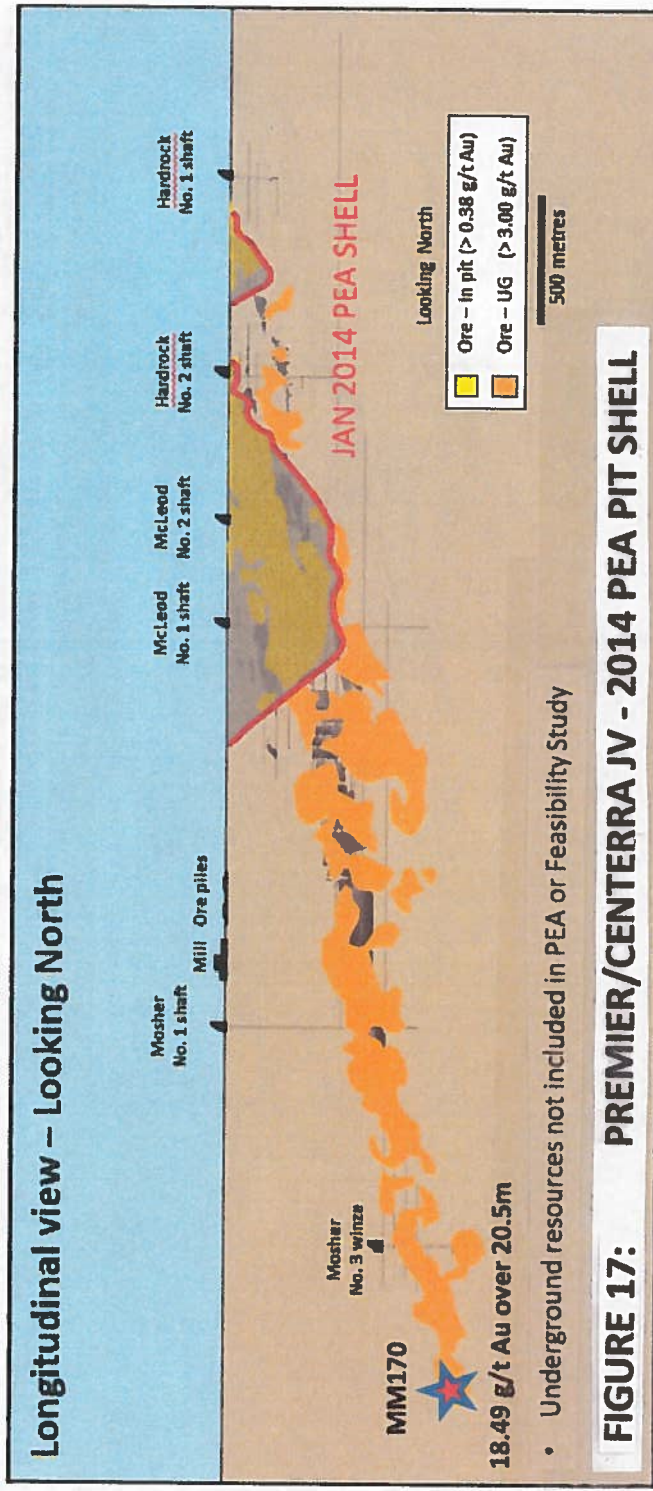 Longitudinal view – Looking North
Mosher
No. 1 shaft
Mill
Ore piles
McLeod
No. 1 shaft
McLeod
No. 2 shaft
Hardrock
No. 2 shaft
Hardrock
No. 1 shaft
Mosher
No. 3 winze
MM170
18.49 g/t Au over 20.5m
JAN 2014 PEA SHELL
Looking North
Ore – In pit (> 0.38 g/t Au)
Ore – UG (>3.00 g/t Au)
500 metres
• Underground resources not included in PEA or Feasibility Study
FIGURE 17: PREMIER/CENTERRA JV - 2014 PEA PIT SHELL